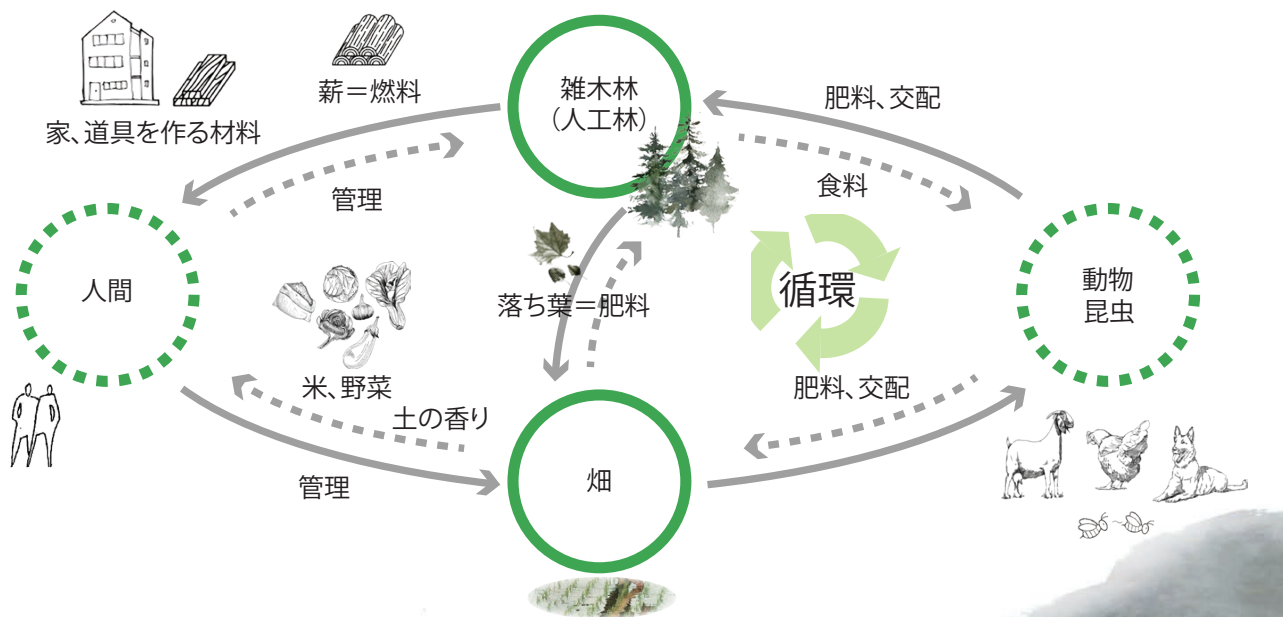 薪＝燃料
家、道具を作る材料
雑木林
（人工林）
肥料、交配
管理
食料
人間
落ち葉＝肥料
循環
動物
昆虫
米、野菜
土の香り
肥料、交配
管理
畑